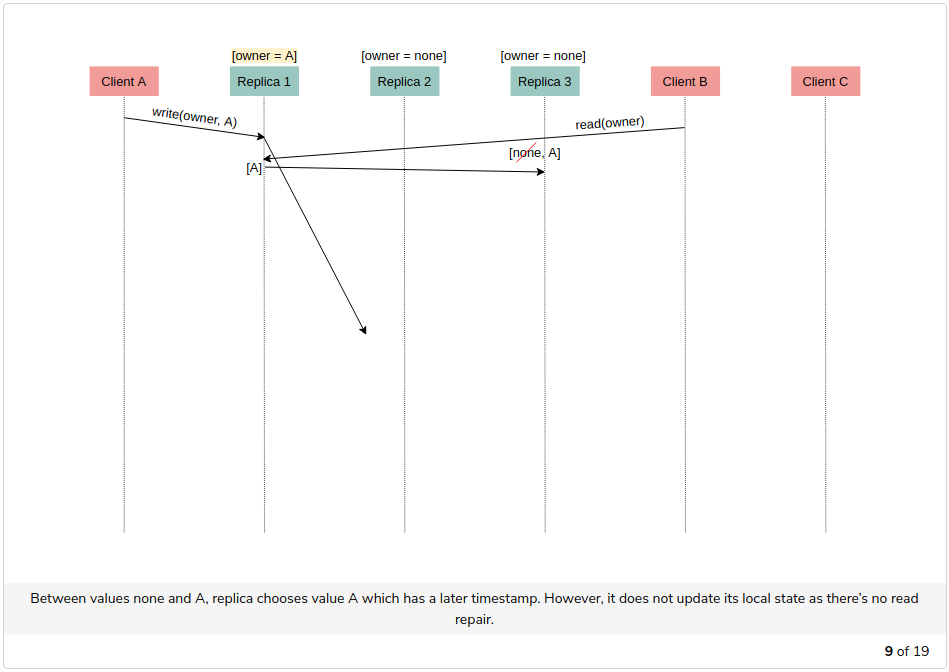 [owner = A] [owner = none] [owner = none]
Client A Replica 1 Replica 2 Replica 3 Client B Client C
write(owner, A) read(owner)
[none, A]
[A]
Between values none and A, replica chooses value A which has a later timestamp. However, it does not update its local state as there's no read
repair.
9 of 19